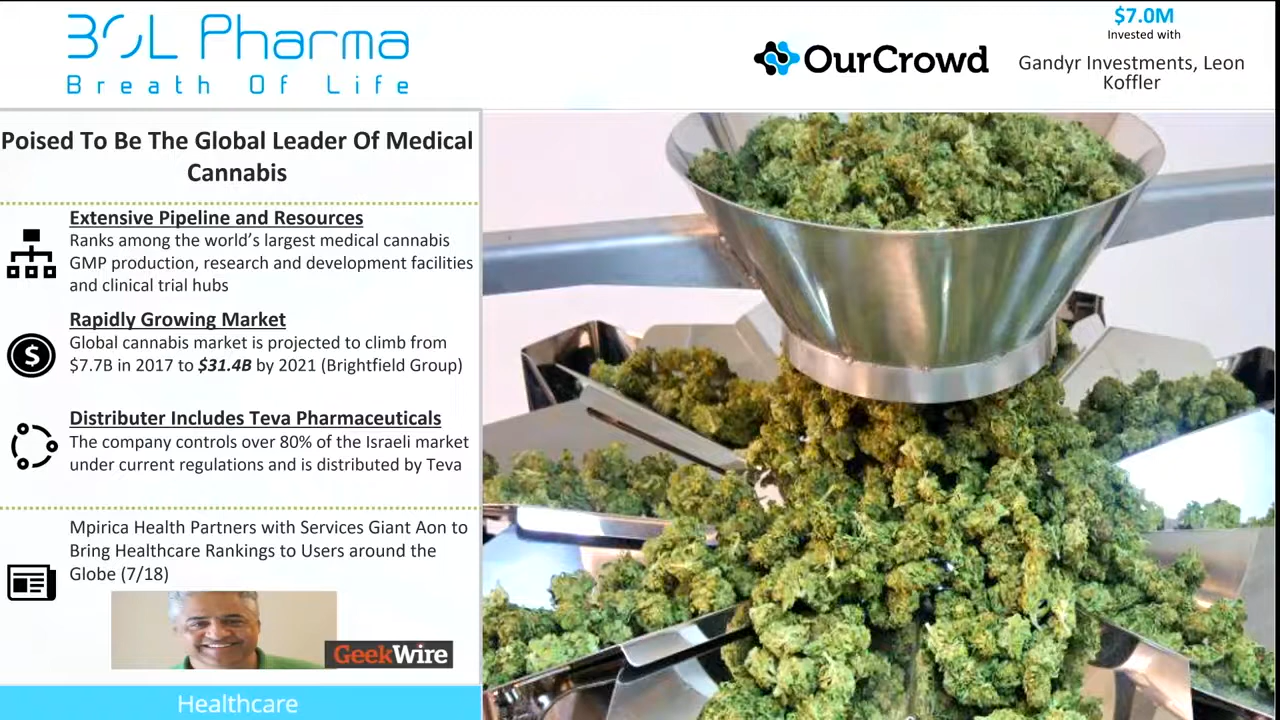 BOL Pharma
Breath Of Life
OurCrowd
$7.0M
Invested with
Gandyr Investments, Leon
Koffler
Poised To Be The Global Leader Of Medical
Cannabis
Extensive Pipeline and Resources
Ranks among the world's largest medical cannabis
GMP production, research and development facilities
and clinical trial hubs
Rapidly Growing Market
Global cannabis market is projected to climb from
$7.7B in 2017 to $31.4B by 2021 (Brightfield Group)
Distributer Includes Teva Pharmaceuticals
The company controls over 80% of the Israeli market
under current regulations and is distributed by Teva
Mpirica Health Partners with Services Giant Aon to
Bring Healthcare Rankings to Users around the
Globe (7/18)
GeekWire
Healthcare